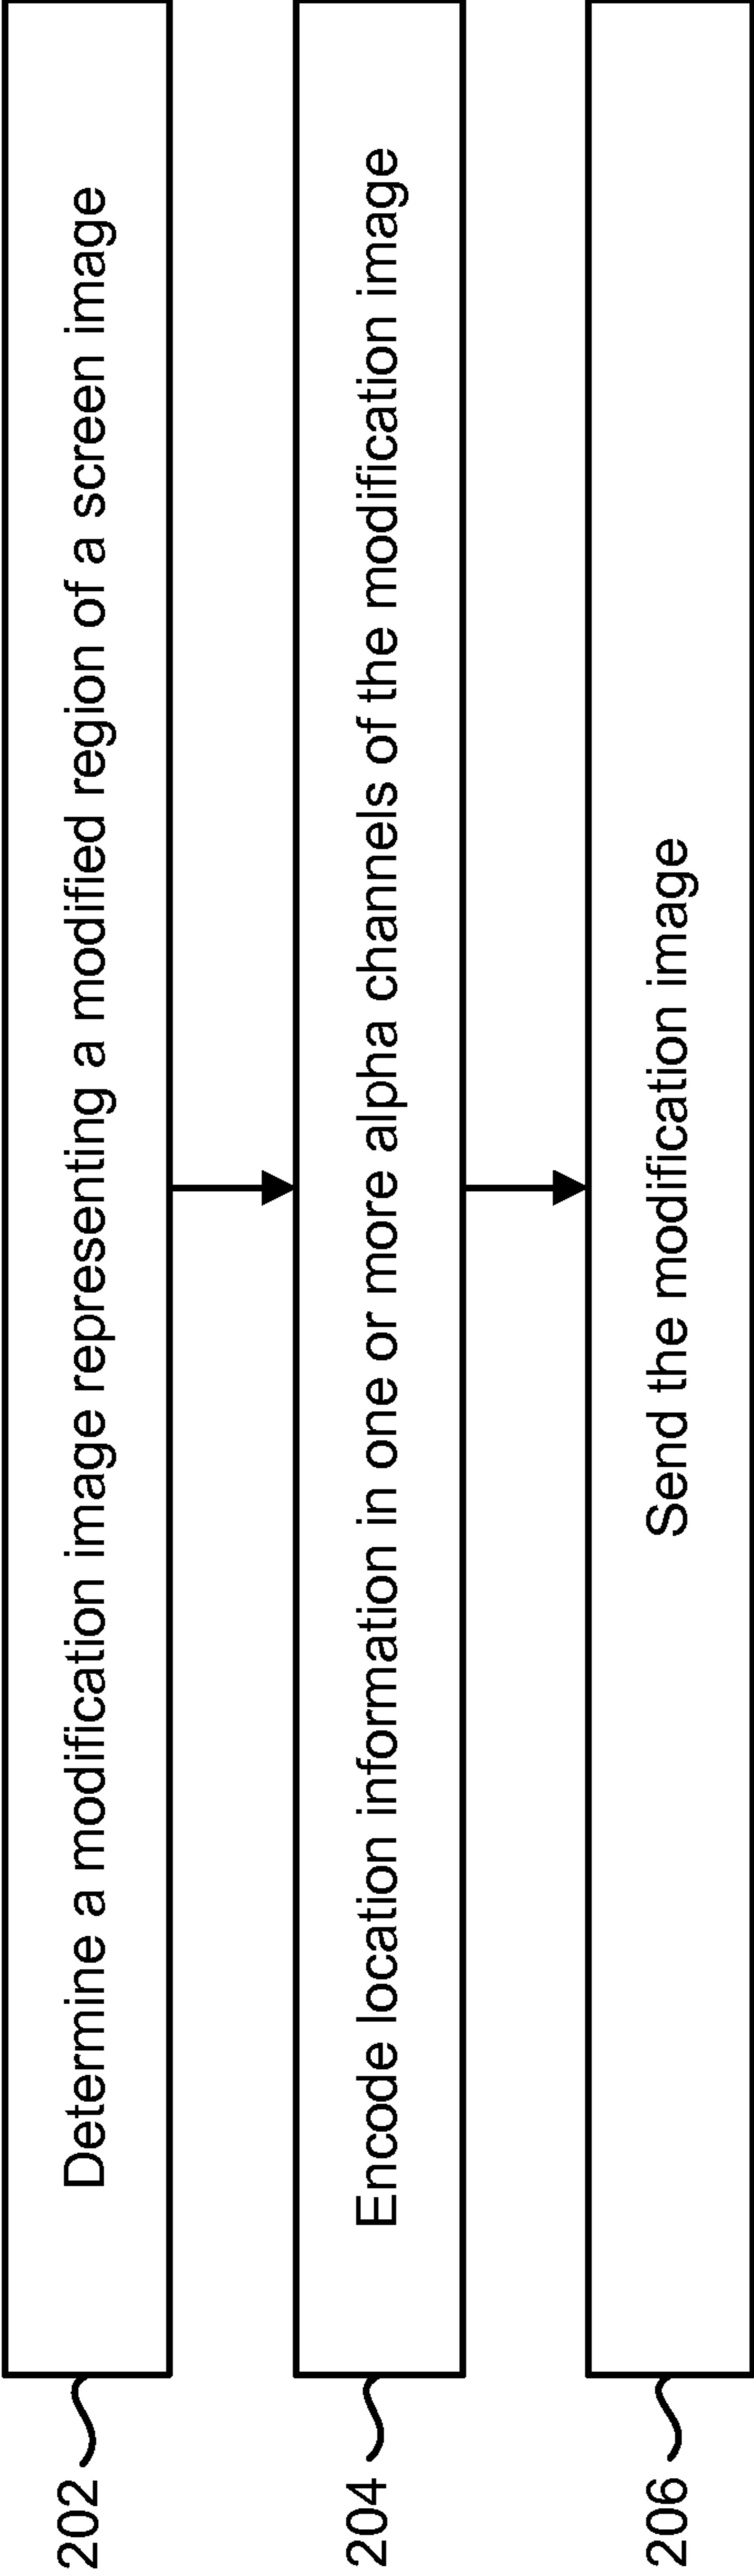 202
Determine a modification image representing a modified region of a screen image
204
Encode location information in one or more alpha channels of the modification image
206
Send the modification image